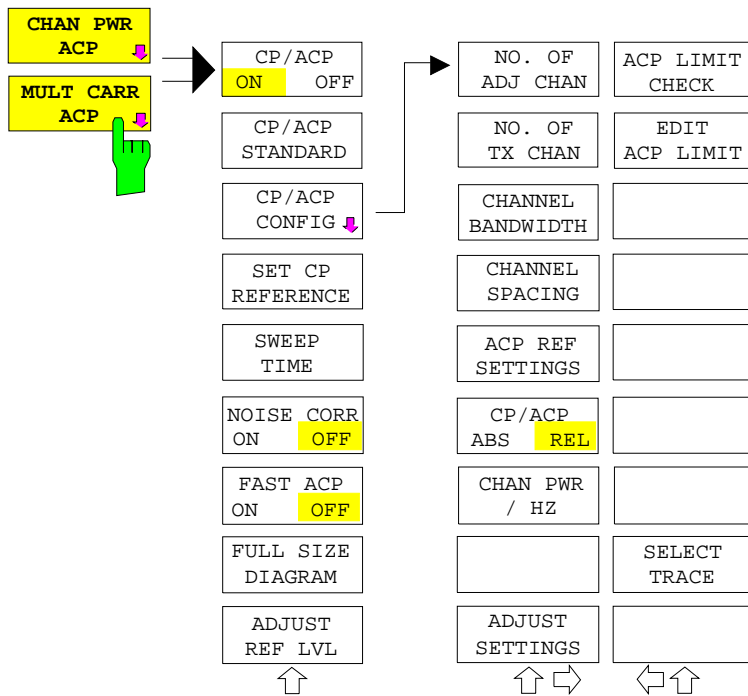 CHAN PWR
ACP
MULT CARR
ACP
CP/ACP
ON OFF
CP/ACP
STANDARD
CP/ACP
CONFIG
SET CP
REFERENCE
SWEEP
TIME
NOISE CORR
ON OFF
FAST ACP
ON OFF
FULL SIZE
DIAGRAM
ADJUST
REF LVL
NO. OF
ADJ CHAN
NO. OF
TX CHAN
CHANNEL
BANDWIDTH
CHANNEL
SPACING
ACP REF
SETTINGS
CP/ACP
ABS REL
CHAN PWR
/ HZ
ADJUST
SETTINGS
ACP LIMIT
CHECK
EDIT
ACP LIMIT
SELECT
TRACE